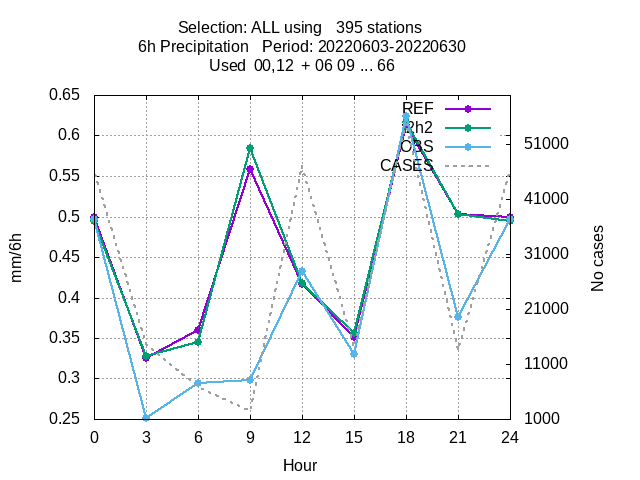 Selection: ALL using   395 stations
6h Precipitation   Period: 20220603-20220630
Used  00,12  + 06 09 ... 66
REF
OBS
CASES
0.65
0.6
0.55
0.5
0.45
0.4
0.35
0.3
0.25
51000
41000
31000
21000
11000
1000
mm/6h
No cases
0 3 6 9 12 15 18 21 24
Hour